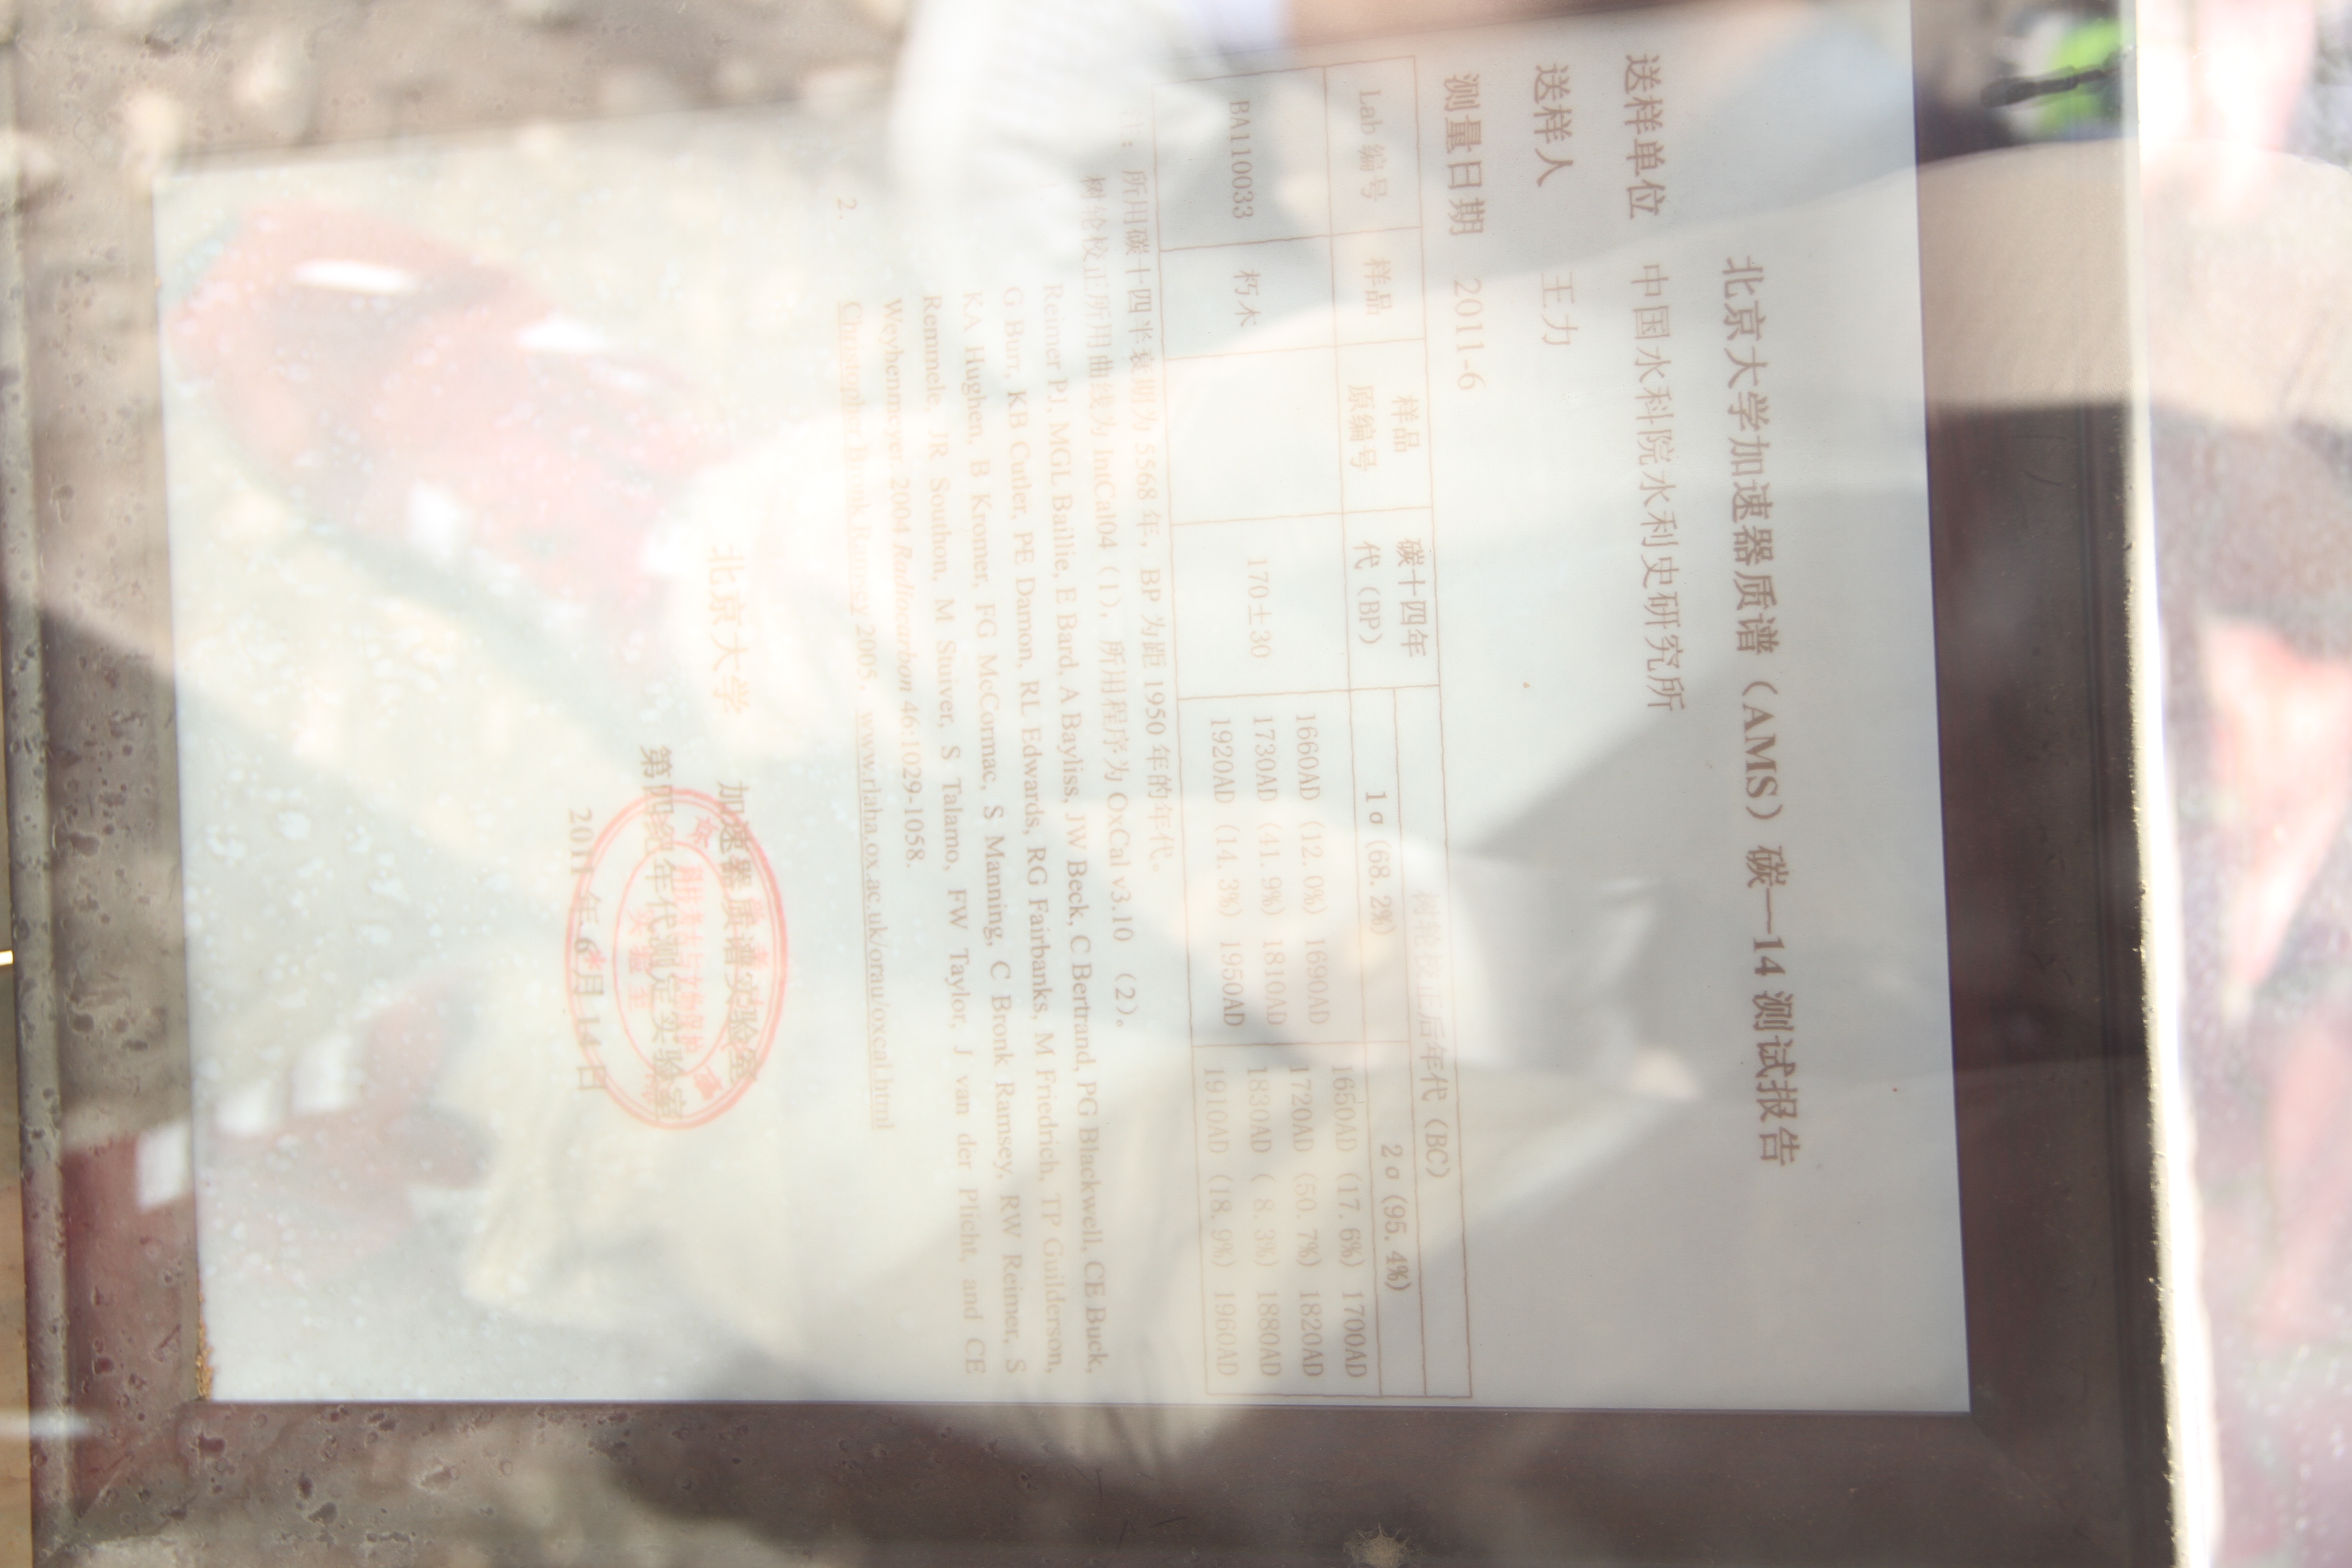 北京大学加速器质谱（AMS）碳—14 测试报告
送样单位 中国水科院水利史研究所
送样人 王力
测量日期 2011-6
Lab 编号 样品 样品原编号 碳十四年代（BP） 树轮校正后年代（BC）
1σ (68.2%) 2σ (95.4%)
BA110033 朽木 170±30
1660AD (12.0%) 1690AD
1730AD (41.9%) 1810AD
1920AD (14.3%) 1950AD
1650AD (17.6%) 1700AD
1720AD (50.7%) 1820AD
1830AD ( 8.3%) 1880AD
1910AD (18.9%) 1960AD
注：所用碳十四半衰期为 5568 年，BP 为距 1950 年的年代。
树轮校正所用曲线为 IntCal04（1），所用程序为 OxCal v3.10 （2）。
Reimer PJ, MGL Baillie, E Bard, A Bayliss, JW Beck, C Bertrand, PG Blackwell, CE Buck,
G Burr, KB Cutler, PE Damon, RL Edwards, RG Fairbanks, M Friedrich, TP Guilderson,
KA Hughen, B Kromer, FG McCormac, S Manning, C Bronk Ramsey, RW Reimer, S
Remmele, JR Southon, M Stuiver, S Talamo, FW Taylor, J van der Plicht, and CE
Weyhenmeyer. 2004 Radiocarbon 46:1029-1058.
2. Christopher Bronk Ramsey 2005, www.rlaha.ox.ac.uk/orau/oxcal.html
北京大学 加速器质谱实验室
第四纪年代测定实验室
2011 年 6 月 14 日
科技考古与文物保护
实验室